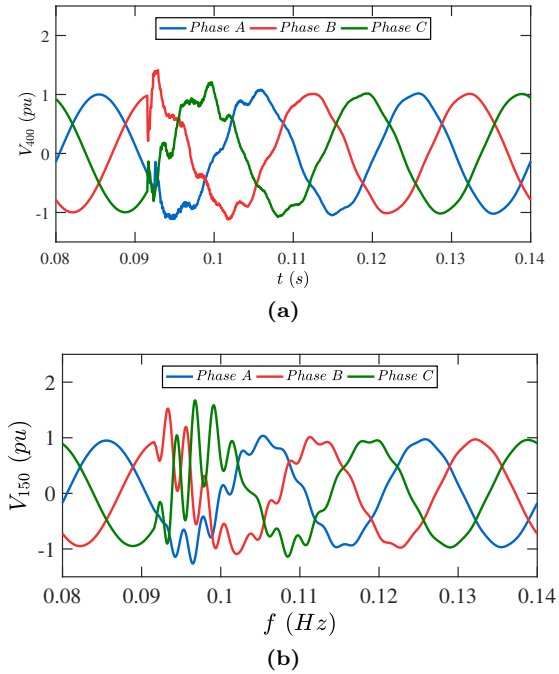 Phase A Phase B Phase C
2
1
0
-1
V400 (pu)
0.08 0.09 0.1 0.11 0.12 0.13 0.14
t (s)
(a)
Phase A Phase B Phase C
2
1
0
-1
V150 (pu)
0.08 0.09 0.1 0.11 0.12 0.13 0.14
f (Hz)
(b)